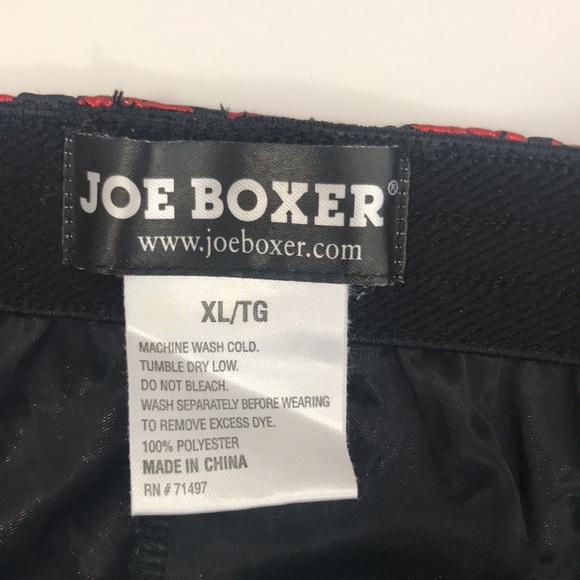 JOE BOXER®
www.joeboxer.com
XL/TG
MACHINE WASH COLD.
TUMBLE DRY LOW.
DO NOT BLEACH.
WASH SEPARATELY BEFORE WEARING
TO REMOVE EXCESS DYE.
100% POLYESTER
MADE IN CHINA
RN # 71497